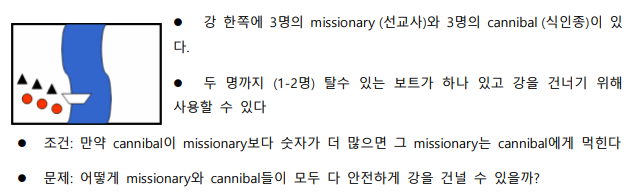 ● 강 한쪽에 3명의 missionary (선교사)와 3명의 cannibal (식인종)이 있
다.
● 두 명까지 (1-2명) 탈수 있는 보트가 하나 있고 강을 건너기 위해
사용할 수 있다
● 조건: 만약 cannibal이 missionary보다 숫자가 더 많으면 그 missionary는 cannibal에게 먹힌다
● 문제: 어떻게 missionary와 cannibal들이 모두 다 안전하게 강을 건널 수 있을까?